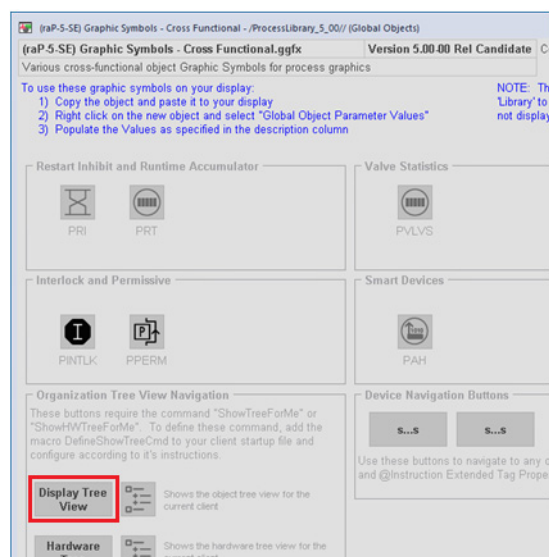 (raP-5-SE) Graphic Symbols - Cross Functional - /ProcessLibrary_5_00// (Global Objects)
(raP-5-SE) Graphic Symbols - Cross Functional.ggfx Version 5.00-00 Rel Candidate
Various cross-functional object Graphic Symbols for process graphics
To use these graphic symbols on your display: NOTE: Th
1) Copy the object and paste it to your display 'Library' to
2) Right click on the new object and select "Global Object Parameter Values" not display
3) Populate the Values as specified in the description column
Restart Inhibit and Runtime Accumulator Valve Statistics
PRI PRT PVLVS
Interlock and Permissive Smart Devices
I P
PINTLK PPERM PAH
Organization Tree View Navigation Device Navigation Buttons
These buttons require the command "ShowTreeForMe" or
"ShowHWTreeForMe". To define these command, add the
macro DefineShowTreeCmd to your client startup file and
configure according to it's instructions.
s...s s...s
Use these buttons to navigate to any
and @Instruction Extended Tag Prope
Display Tree View Shows the object tree view for the
current client
Hardware Shows the hardware tree view for the